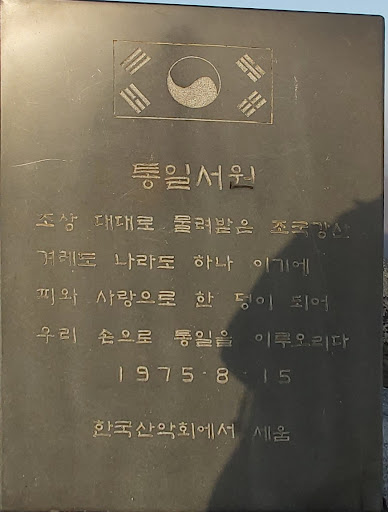 통일서원
조상 대대로 물려받은 조국강산
겨레도 나라도 하나 이기에
피와 사랑으로 한 덩이 되어
우리 손으로 통일을 이루오리다
1975·8·15
한국산악회에서 세움